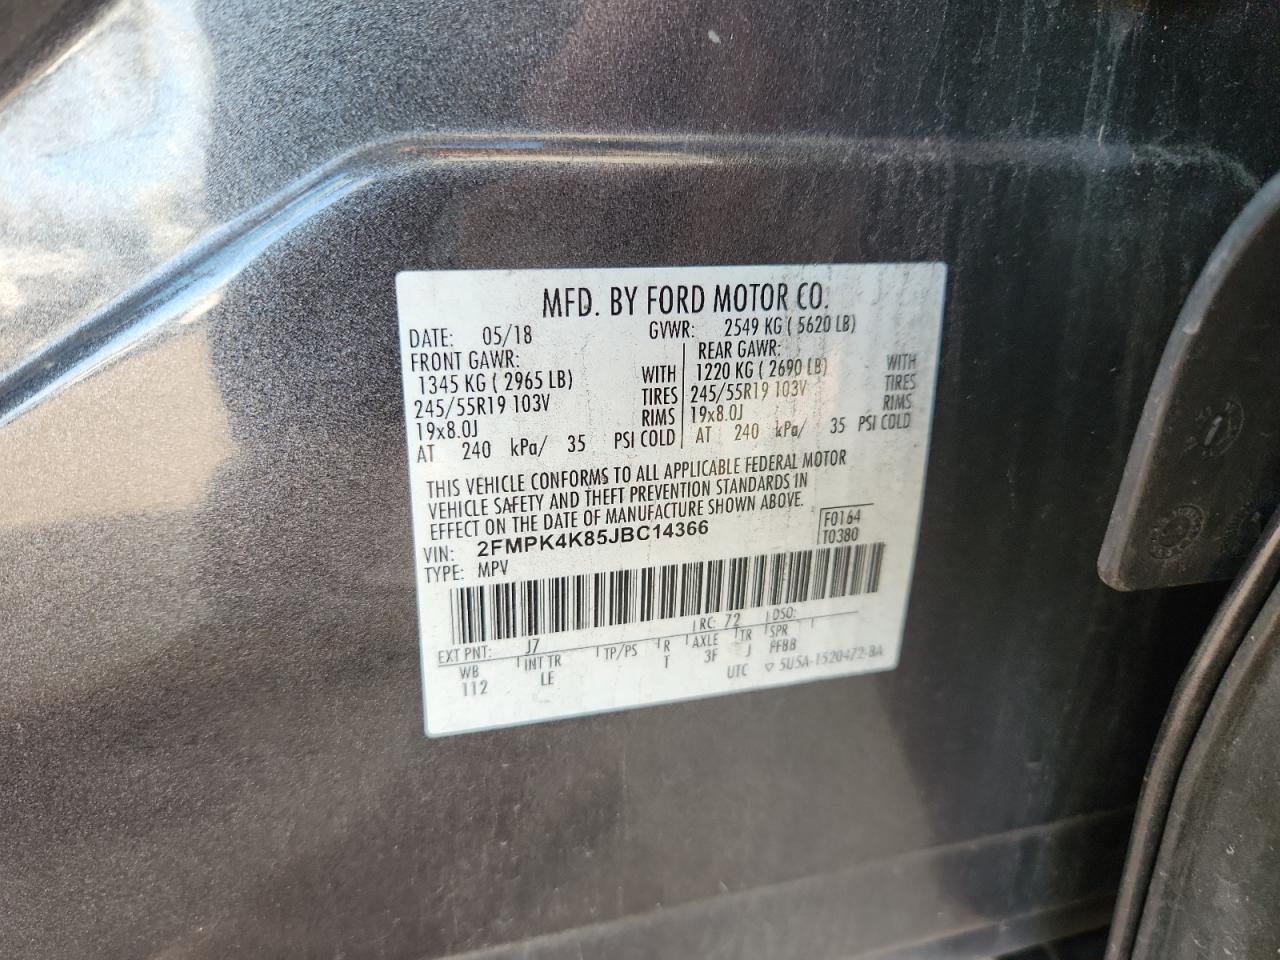 MFD. BY FORD MOTOR CO.
DATE: 05/18 GVWR: 2549 KG ( 5620 LB)
FRONT GAWR: REAR GAWR:
1345 KG ( 2965 LB) WITH 1220 KG ( 2690 LB) WITH
245/55R19 103V TIRES 245/55R19 103V TIRES
19x8.0J RIMS 19x8.0J RIMS
AT 240 kPa/ 35 PSI COLD AT 240 kPa/ 35 PSI COLD
THIS VEHICLE CONFORMS TO ALL APPLICABLE FEDERAL MOTOR
VEHICLE SAFETY AND THEFT PREVENTION STANDARDS IN
EFFECT ON THE DATE OF MANUFACTURE SHOWN ABOVE.
VIN: 2FMPK4K85JBC14366 F0164
TYPE: MPV T0380
EXT PNT: J7 RC: 72 DSO:
WB INT TR TP/PS R AXLE TR SPR
112 LE T 3F J FFBB
UTC ▽ 5U5A-1520472-BA